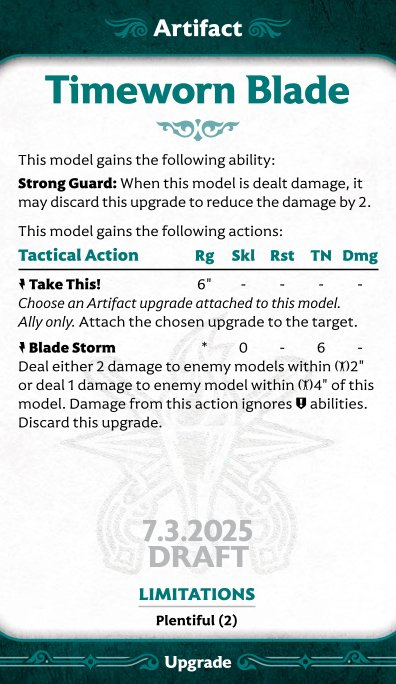 Artifact
Timeworn Blade
This model gains the following ability:
Strong Guard: When this model is dealt damage, it
may discard this upgrade to reduce the damage by 2.
This model gains the following actions:
Tactical Action Rg Skl Rst TN Dmg
Take This! 6" - - - -
Choose an Artifact upgrade attached to this model.
Ally only. Attach the chosen upgrade to the target.
Blade Storm * 0 - 6 -
Deal either 2 damage to enemy models within 2"
or deal 1 damage to enemy model within 4" of this
model. Damage from this action ignores abilities.
Discard this upgrade.
7.3.2025
DRAFT
LIMITATIONS
Plentiful (2)
Upgrade